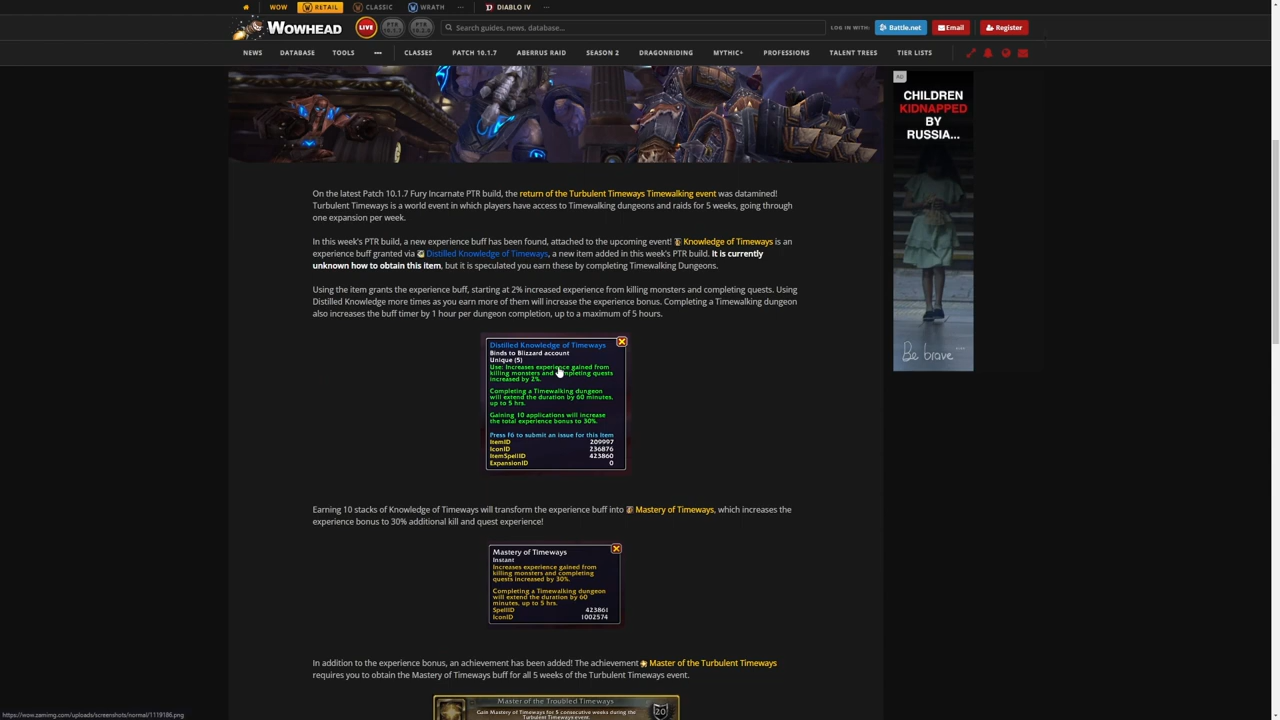 WOW
RETAIL
CLASSIC
WRATH
···
DIABLO IV
···
WOWHEAD
LIVE
PTR
10.1.7
PTR
Search guides, news, database...
LOG IN WITH:
Battle.net
Email
Register
NEWS
DATABASE
TOOLS
•••
CLASSES
PATCH 10.1.7
ABERRUS RAID
SEASON 2
DRAGONRIDING
MYTHIC+
PROFESSIONS
TALENT TREES
TIER LISTS
AD
CHILDREN
KIDNAPPED
BY
RUSSIA...
Be brave
On the latest Patch 10.1.7 Fury Incarnate PTR build, the return of the Turbulent Timeways Timewalking event was datamined!
Turbulent Timeways is a world event in which players have access to Timewalking dungeons and raids for 5 weeks, going through
one expansion per week.
In this week's PTR build, a new experience buff has been found, attached to the upcoming event! Knowledge of Timeways is an
experience buff granted via Distilled Knowledge of Timeways, a new item added in this week's PTR build. It is currently
unknown how to obtain this item, but it is speculated you earn these by completing Timewalking Dungeons.
Using the item grants the experience buff, starting at 2% increased experience from killing monsters and completing quests. Using
Distilled Knowledge more times as you earn more of them will increase the experience bonus. Completing a Timewalking dungeon
also increases the buff timer by 1 hour per dungeon completion, up to a maximum of 5 hours.
Distilled Knowledge of Timeways
Binds to Blizzard account
Unique (5)
Use: Increases experience gained from
killing monsters and completing quests
increased by 2%.
Completing a Timewalking dungeon
will extend the duration by 60 minutes,
up to 5 hrs.
Gaining 10 applications will increase
the total experience bonus to 30%.
Press F6 to submit an issue for this item
ItemID 209997
IconID 236876
ItemSpellID 423860
ExpansionID 0
Earning 10 stacks of Knowledge of Timeways will transform the experience buff into Mastery of Timeways, which increases the
experience bonus to 30% additional kill and quest experience!
Mastery of Timeways
Instant
Increases experience gained from
killing monsters and completing
quests increased by 30%.
Completing a Timewalking dungeon
will extend the duration by 60
minutes, up to 5 hrs.
SpellID 423861
IconID 1002574
In addition to the experience bonus, an achievement has been added! The achievement Master of the Turbulent Timeways
requires you to obtain the Mastery of Timeways buff for all 5 weeks of the Turbulent Timeways event.
Master of the Troubled Timeways
Gain Mastery of Timeways for 5 consecutive weeks during the
Turbulent Timeways event.
20
https://wow.zamimg.com/uploads/screenshots/normal/1119186.png